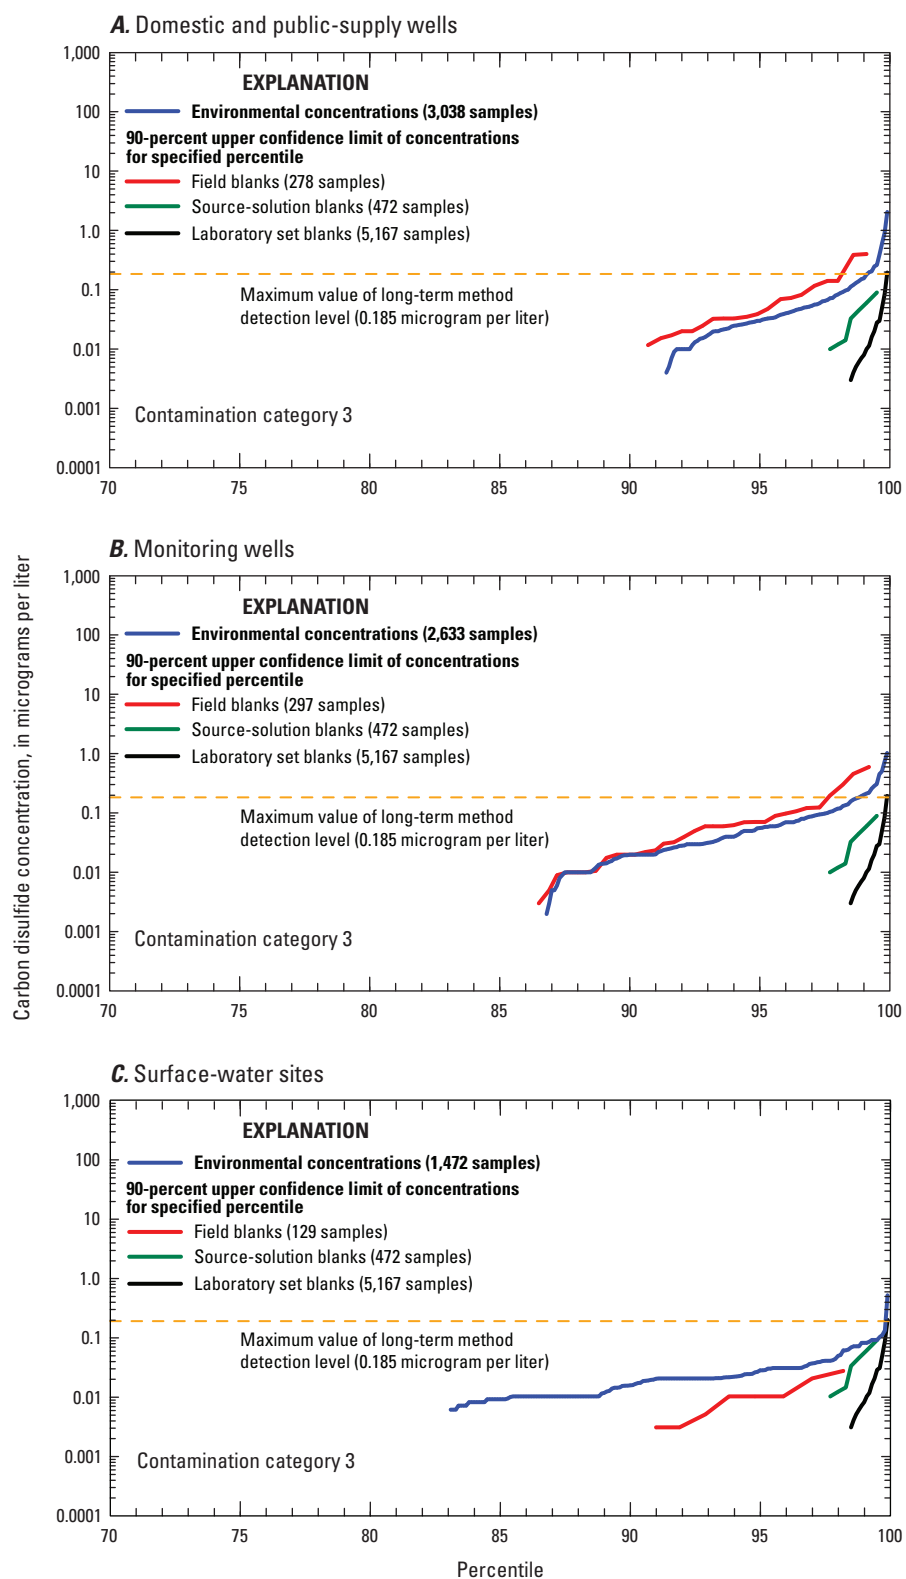 A. Domestic and public-supply wells
1,000
EXPLANATION
100
Environmental concentrations (3,038 samples)
90-percent upper confidence limit of concentrations
for specified percentile
10
Field blanks (278 samples)
Source-solution blanks (472 samples)
1.0
Laboratory set blanks (5,167 samples)
0.1
Maximum value of long-term method
detection level (0.185 microgram per liter)
0.01
0.001
Contamination category 3
0.0001
70 75 80 85 90 95 100
Carbon disulfide concentration, in micrograms per liter
B. Monitoring wells
1,000
EXPLANATION
100
Environmental concentrations (2,633 samples)
90-percent upper confidence limit of concentrations
for specified percentile
10
Field blanks (297 samples)
Source-solution blanks (472 samples)
1.0
Laboratory set blanks (5,167 samples)
0.1
Maximum value of long-term method
detection level (0.185 microgram per liter)
0.01
0.001
Contamination category 3
0.0001
70 75 80 85 90 95 100
C. Surface-water sites
1,000
EXPLANATION
100
Environmental concentrations (1,472 samples)
90-percent upper confidence limit of concentrations
for specified percentile
10
Field blanks (129 samples)
Source-solution blanks (472 samples)
1.0
Laboratory set blanks (5,167 samples)
0.1
Maximum value of long-term method
detection level (0.185 microgram per liter)
0.01
0.001
Contamination category 3
0.0001
70 75 80 85 90 95 100
Percentile